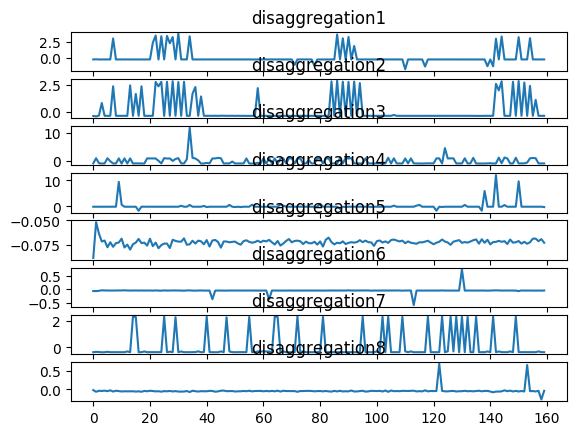 disaggregation1
2.5
0.0
disaggregation2
2.5
0.0
disaggregation3
10
0
disaggregation4
10
0
disaggregation5
−0.050
−0.075
disaggregation6
0.5
0.0
−0.5
disaggregation7
2
0
disaggregation8
0.5
0.0
0 20 40 60 80 100 120 140 160